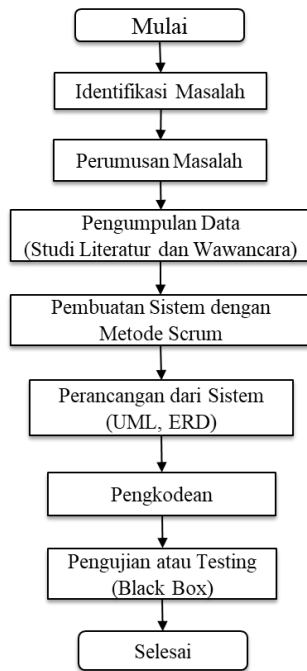 Mulai
Identifikasi Masalah
Perumusan Masalah
Pengumpulan Data
(Studi Literatur dan Wawancara)
Pembuatan Sistem dengan
Metode Scrum
Perancangan dari Sistem
(UML, ERD)
Pengkodean
Pengujian atau Testing
(Black Box)
Selesai